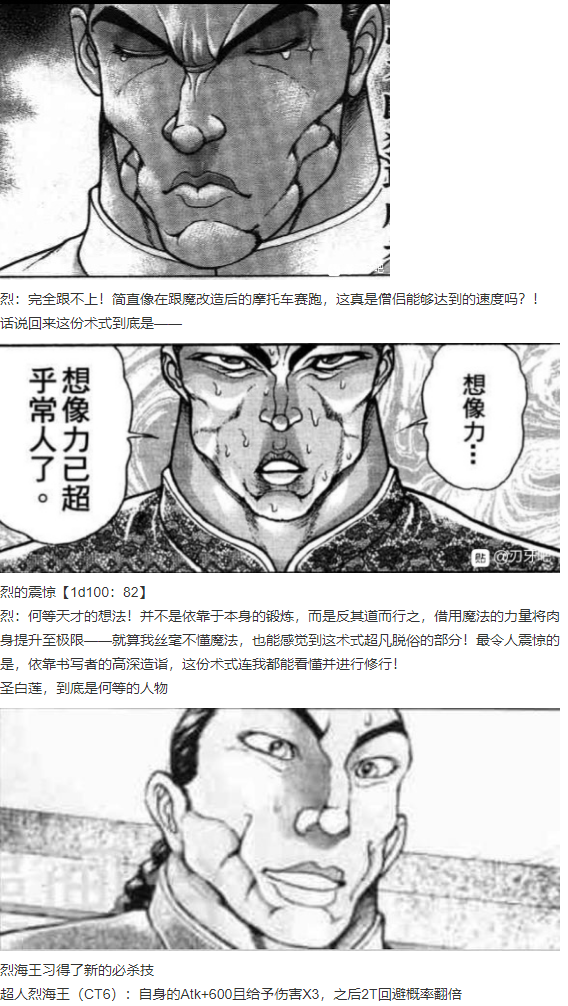 烈：完全跟不上！简直像在跟魔改造后的摩托车赛跑，这真是僧侣能够达到的速度吗？！
话说回来这份术式到底是——
想像力…
想像力已超
乎常人了。
贴 @刃牙吧
烈的震惊【1d100：82】
烈：何等天才的想法！并不是依靠于本身的锻炼，而是反其道而行之，借用魔法的力量将肉
身提升至极限——就算我丝毫不懂魔法，也能感觉到这术式超凡脱俗的部分！最令人震惊的
是，依靠书写者的高深造诣，这份术式连我都能看懂并进行修行！
圣白莲，到底是何等的人物
烈海王习得了新的必杀技
超人烈海王（CT6）：自身的Atk+600且给予伤害X3，之后2T回避概率翻倍